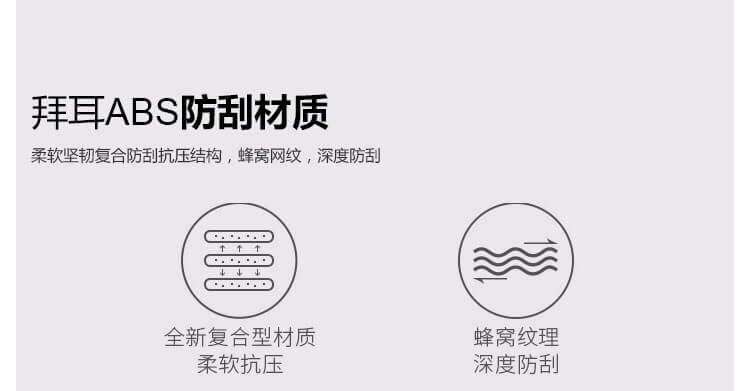 拜耳ABS防刮材质
柔软坚韧复合防刮抗压结构，蜂窝网纹，深度防刮
全新复合型材质
柔软抗压
蜂窝纹理
深度防刮